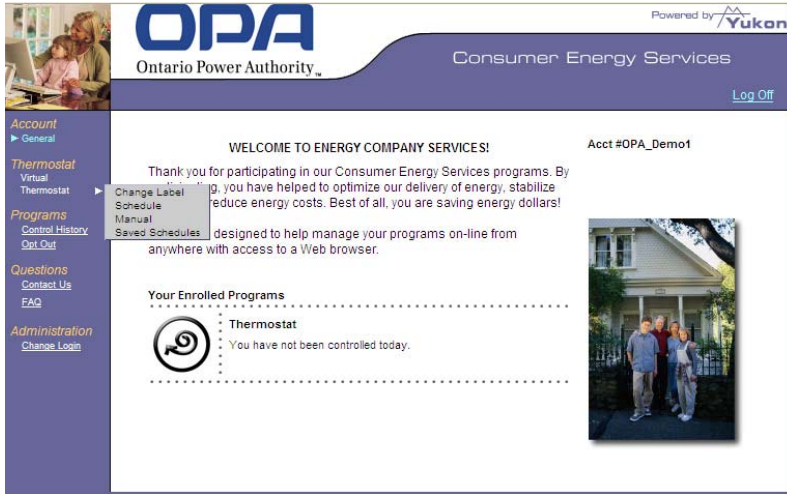 Powered by Yukon
OPA
Ontario Power Authority™
Consumer Energy Services
Log Off
Account
General
Thermostat
Virtual
Thermostat
Change Label
Schedule
Manual
Saved Schedules
Programs
Control History
Opt Out
Questions
Contact Us
FAQ
Administration
Change Login
WELCOME TO ENERGY COMPANY SERVICES!
Acct #OPA_Demo1
Thank you for participating in our Consumer Energy Services programs. By
g, you have helped to optimize our delivery of energy, stabilize
reduce energy costs. Best of all, you are saving energy dollars!
designed to help manage your programs on-line from
anywhere with access to a Web browser.
Your Enrolled Programs
Thermostat
You have not been controlled today.